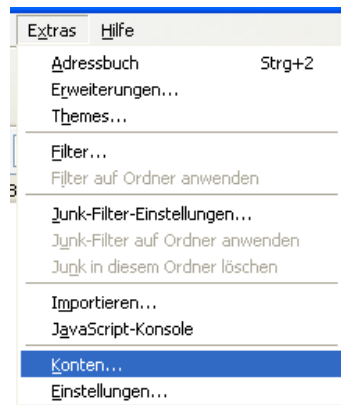 Extras Hilfe
Adressbuch Strg+2
Erweiterungen...
Themes...
Filter...
Filter auf Ordner anwenden
Junk-Filter-Einstellungen...
Junk-Filter auf Ordner anwenden
Junk in diesem Ordner löschen
Importieren...
JavaScript-Konsole
Konten...
Einstellungen...